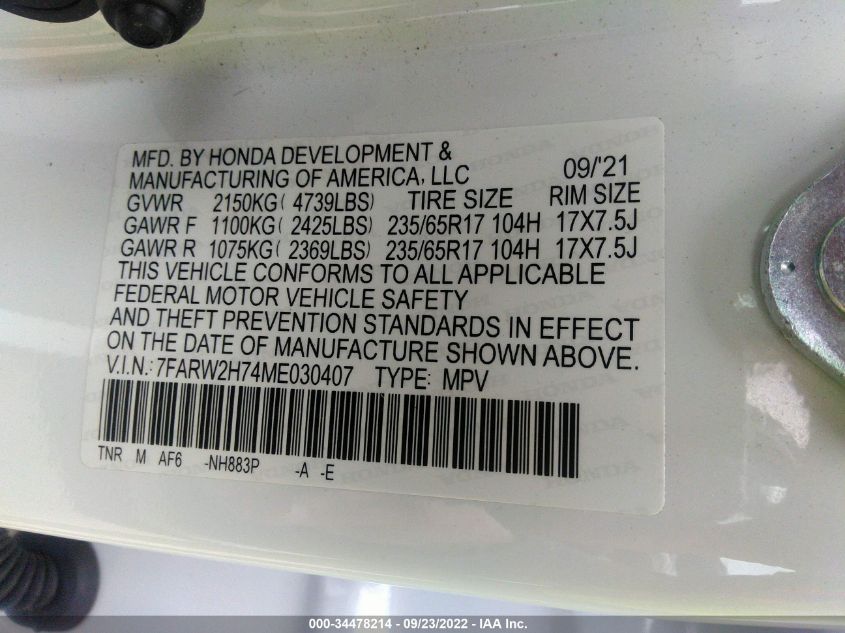 MFD. BY HONDA DEVELOPMENT &
MANUFACTURING OF AMERICA, LLC 09/'21
GVWR 2150KG( 4739LBS) TIRE SIZE RIM SIZE
GAWR F 1100KG( 2425LBS) 235/65R17 104H 17X7.5J
GAWR R 1075KG( 2369LBS) 235/65R17 104H 17X7.5J
THIS VEHICLE CONFORMS TO ALL APPLICABLE
FEDERAL MOTOR VEHICLE SAFETY
AND THEFT PREVENTION STANDARDS IN EFFECT
ON THE DATE OF MANUFACTURE SHOWN ABOVE.
V.I.N.: 7FARW2H74ME030407 TYPE: MPV
TNR M AF6 -NH883P -A -E
000-34478214 - 09/23/2022 - IAA Inc.